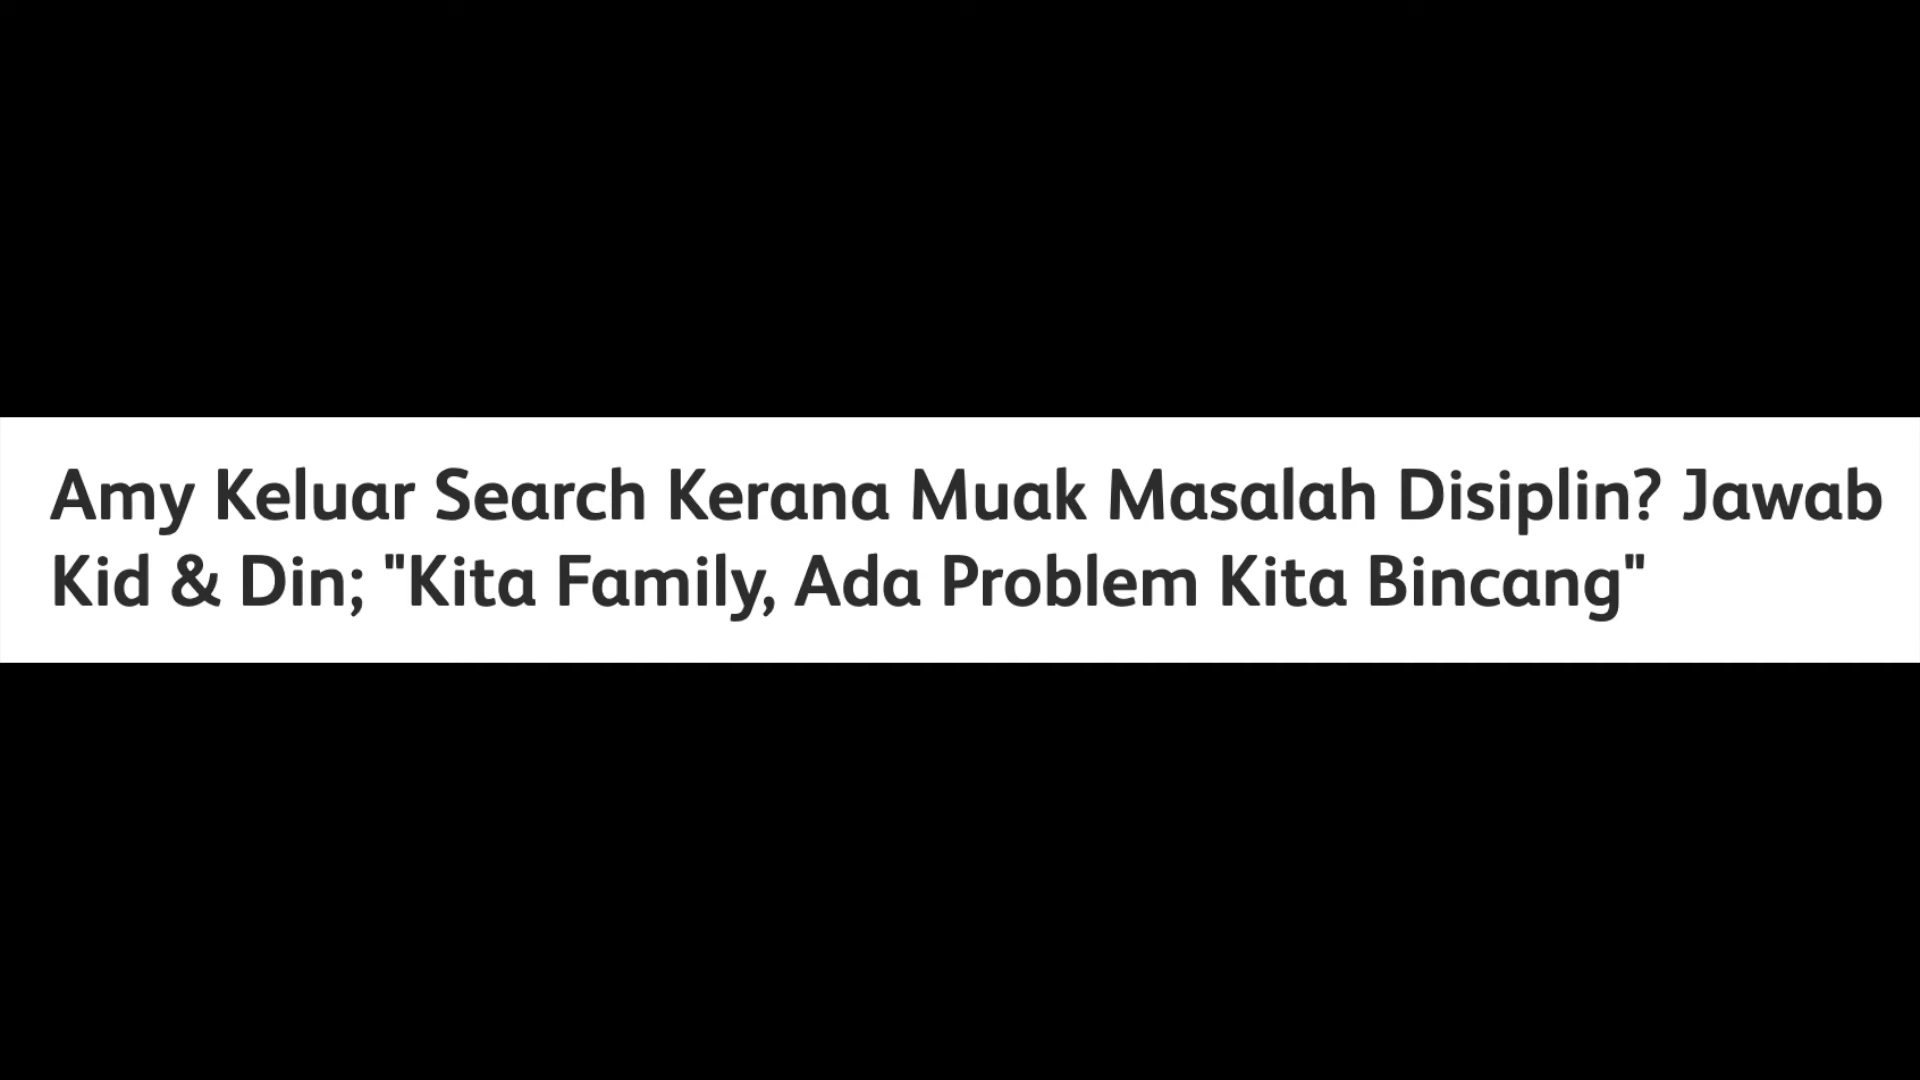 Amy Keluar Search Kerana Muak Masalah Disiplin? Jawab
Kid & Din; "Kita Family, Ada Problem Kita Bincang"